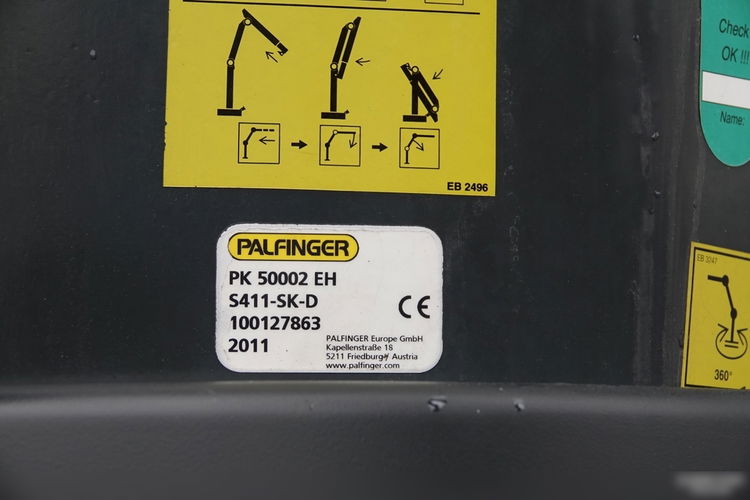 Check
OK !!!
Name:
EB 2496
PALFINGER
PK 50002 EH
S411-SK-D
100127863
2011
PALFINGER Europe GmbH
Kapellenstraße 18
5211 Friedburg // Austria
www.palfinger.com
EB 3247
360°